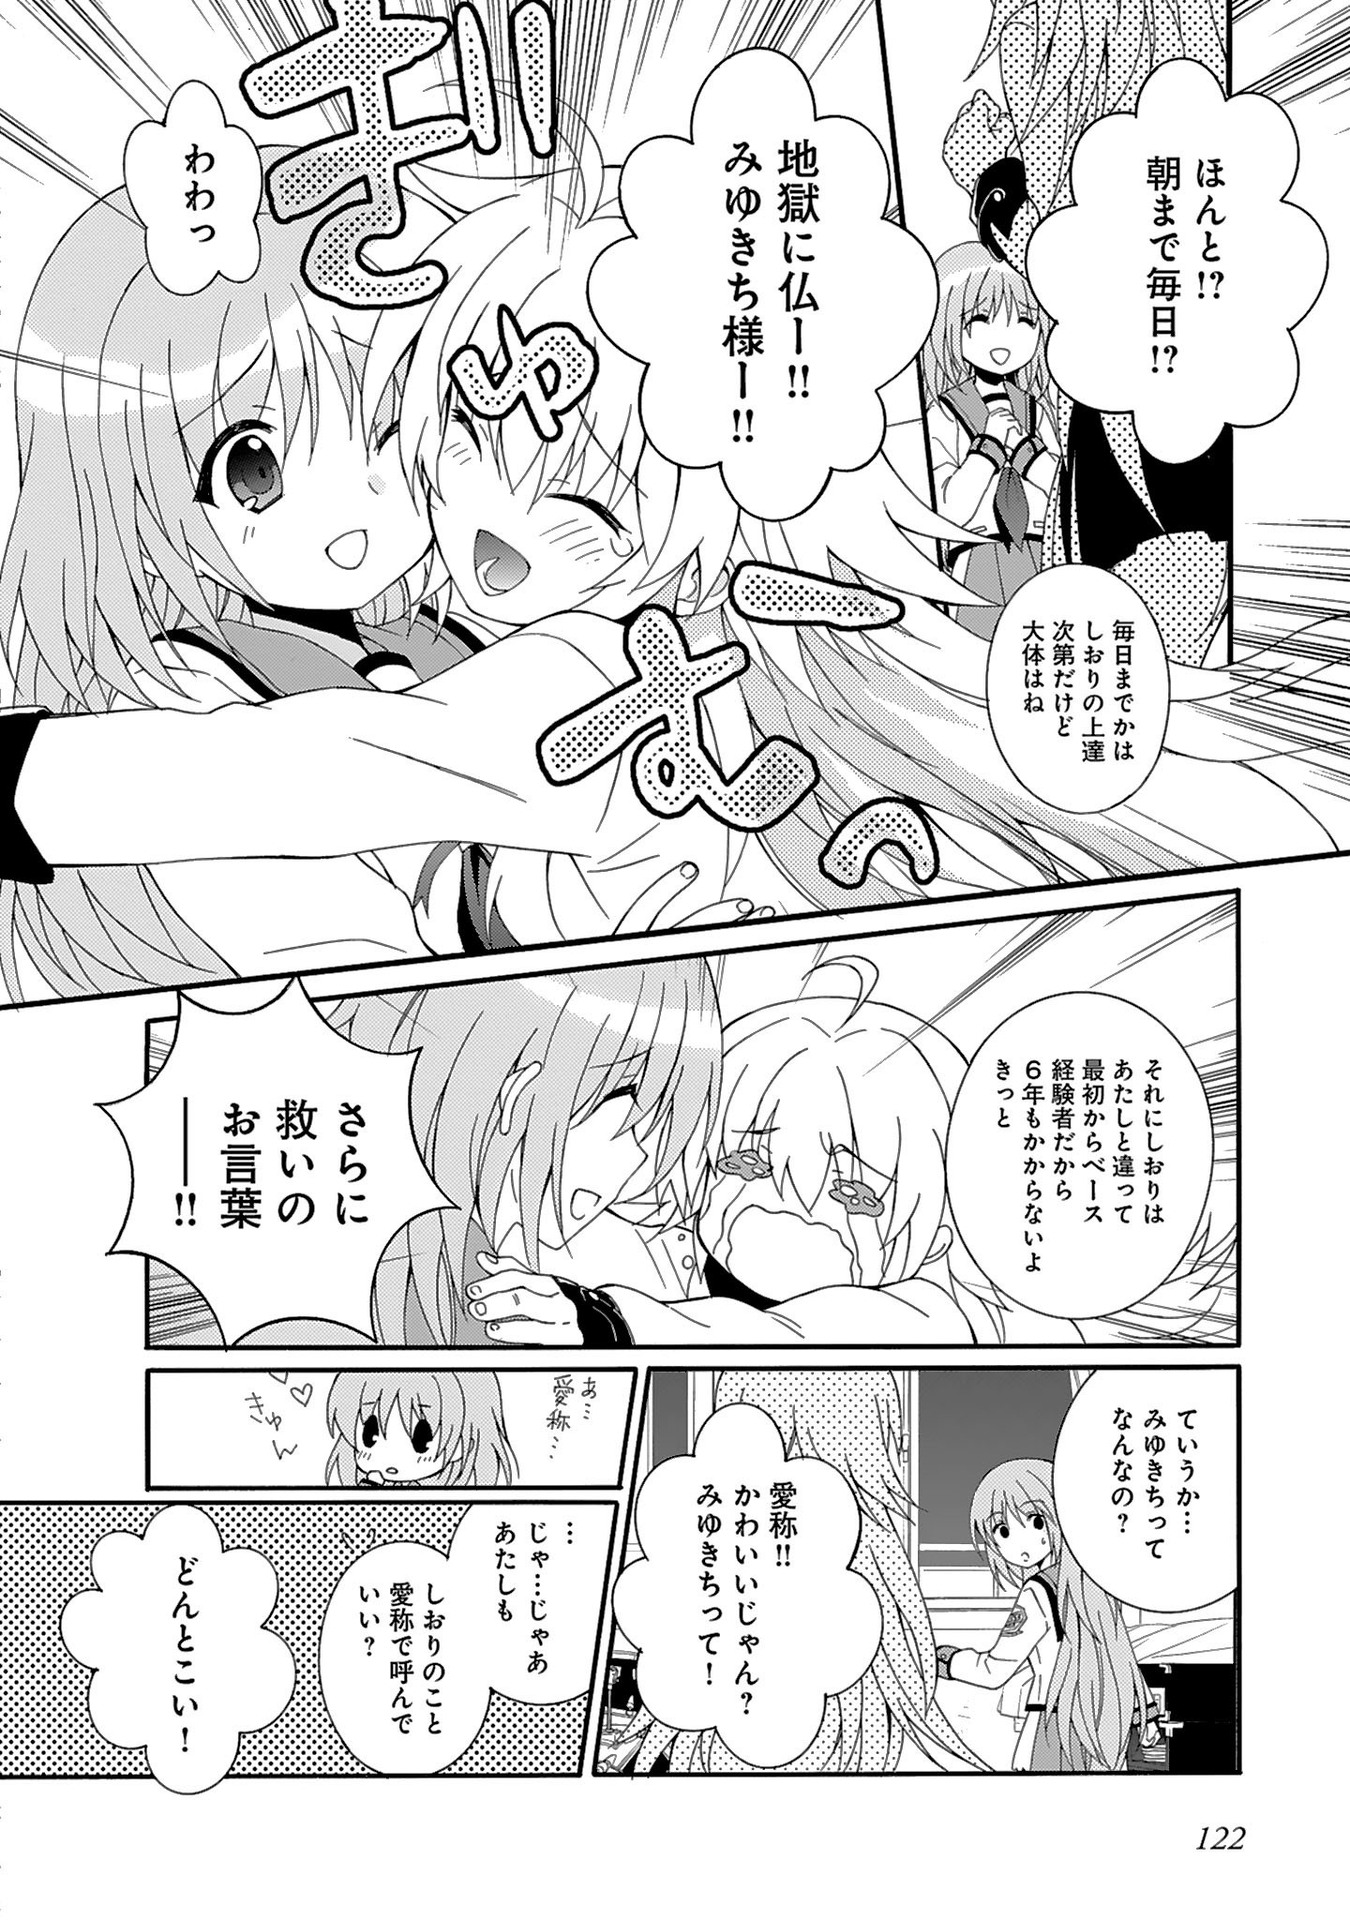 ほんと!?
朝まで毎日!?
毎日までかは
しおりの上達
次第だけど
大体はね
地獄に仏ー!!
みゆきち様ー!!
わわっ
ぎゅ
むーっ
それにしおりは
あたしと違って
最初からベース
経験者だから
6年もかからないよ
きっと
さらに
救いの
お言葉
――!!
ていうか…
みゆきちって
なんなの?
愛称!!
かわいいじゃん?
みゆきちって!
あ…
愛称…
きゅん
…
じゃ…じゃあ
あたしも
しおりのこと
愛称で呼んで
いい?
どんとこい!
122